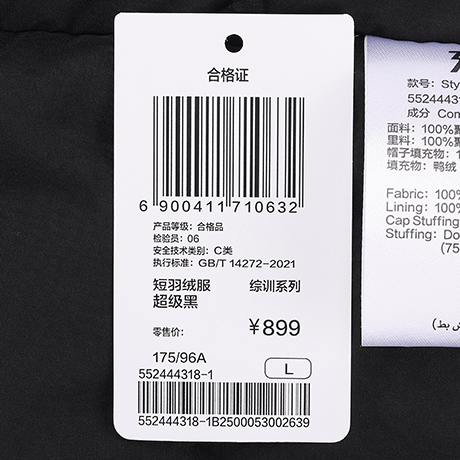 合格证
6 900411 710632
产品等级: 合格品
检验员: 06
安全技术类别: C类
执行标准: GB/T 14272-2021
短羽绒服 综训系列
超级黑
零售价: ¥899
175/96A L
552444318-1
552444318-1B2500053002639
款号: Sty
552444318
成分 Com
面料: 100%聚
里料: 100%聚
帽子填充物: 1
填充物: 鸭绒
Fabric: 100%
Lining: 100%
Cap Stuffing
Stuffing: Do
(75